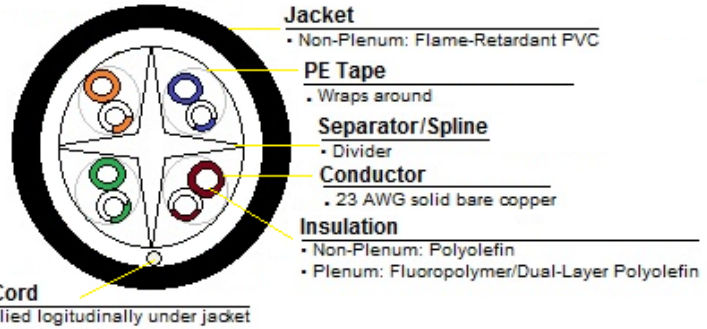 Jacket
• Non-Plenum: Flame-Retardant PVC
PE Tape
. Wraps around
Separator/Spline
• Divider
Conductor
. 23 AWG solid bare copper
Insulation
• Non-Plenum: Polyolefin
• Plenum: Fluoropolymer/Dual-Layer Polyolefin
Cord
lied logitudinally under jacket